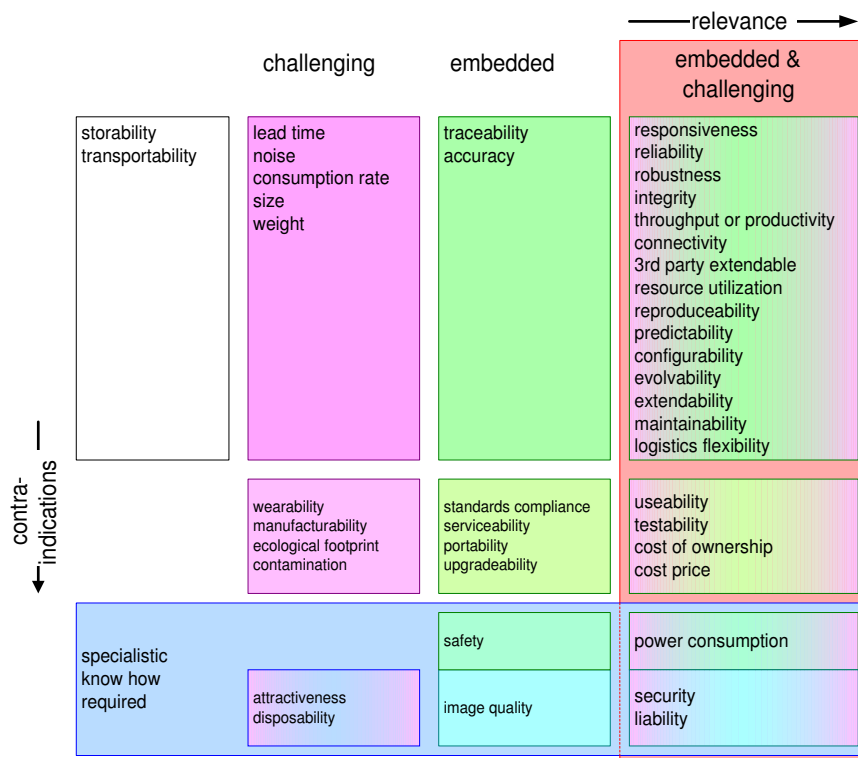 relevance
challenging
embedded
embedded &
challenging
storability
transportability
lead time
noise
consumption rate
size
weight
traceability
accuracy
responsiveness
reliability
robustness
integrity
throughput or productivity
connectivity
3rd party extendable
resource utilization
reproduceability
predictability
configurability
evolvability
extendability
maintainability
logistics flexibility
contra-
indications
wearability
manufacturability
ecological footprint
contamination
standards compliance
serviceability
portability
upgradeability
useability
testability
cost of ownership
cost price
specialistic
know how
required
attractiveness
disposability
safety
image quality
power consumption
security
liability